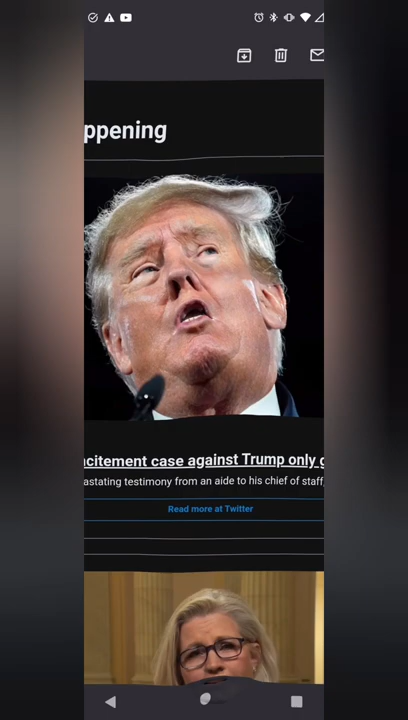 ppening
citement case against Trump only g
astating testimony from an aide to his chief of staff,
Read more at Twitter